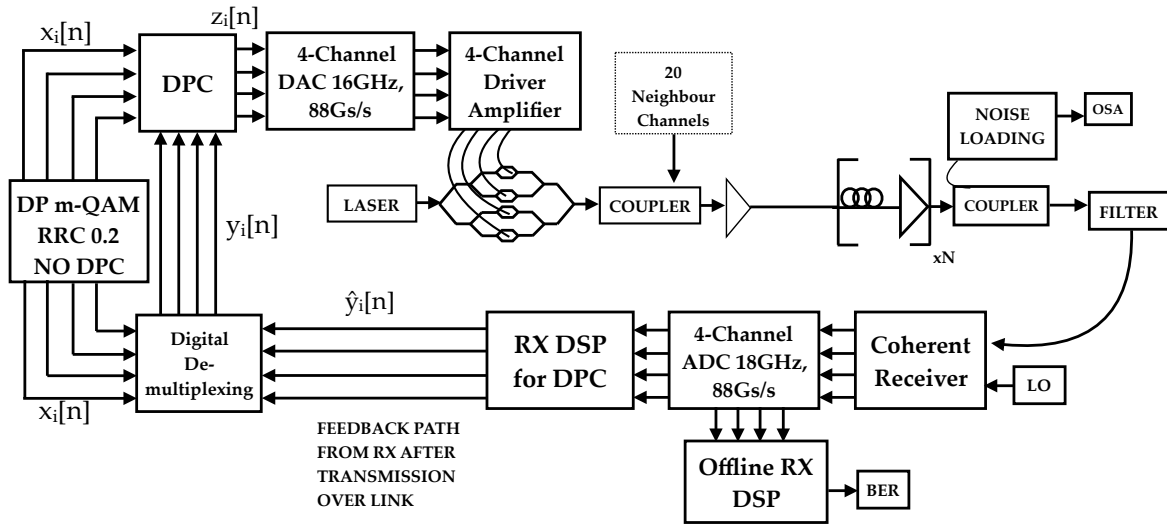 xᵢ[n]
zᵢ[n]
DPC
4-Channel
DAC 16GHz,
88Gs/s
4-Channel
Driver
Amplifier
20
Neighbour
Channels
NOISE
LOADING
OSA
DP m-QAM
RRC 0.2
NO DPC
yᵢ[n]
LASER
COUPLER
xN
COUPLER
FILTER
xᵢ[n]
Digital
De-
multiplexing
ŷᵢ[n]
RX DSP
for DPC
4-Channel
ADC 18GHz,
88Gs/s
Coherent
Receiver
LO
FEEDBACK PATH
FROM RX AFTER
TRANSMISSION
OVER LINK
Offline RX
DSP
BER